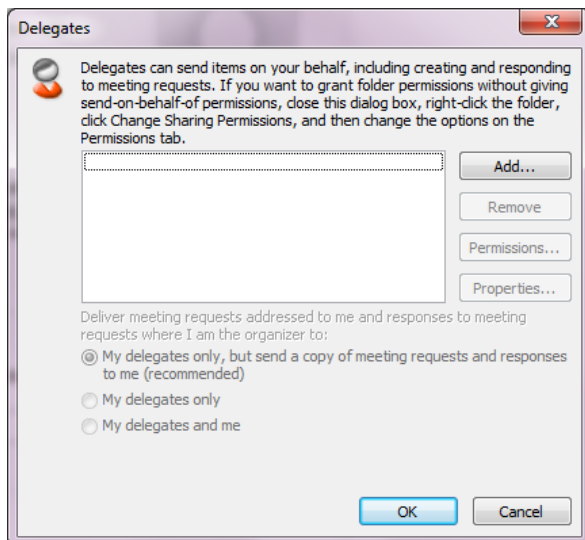 Delegates
Delegates can send items on your behalf, including creating and responding
to meeting requests. If you want to grant folder permissions without giving
send-on-behalf-of permissions, close this dialog box, right-click the folder,
click Change Sharing Permissions, and then change the options on the
Permissions tab.
Add...
Remove
Permissions...
Properties...
Deliver meeting requests addressed to me and responses to meeting
requests where I am the organizer to:
My delegates only, but send a copy of meeting requests and responses
to me (recommended)
My delegates only
My delegates and me
OK
Cancel